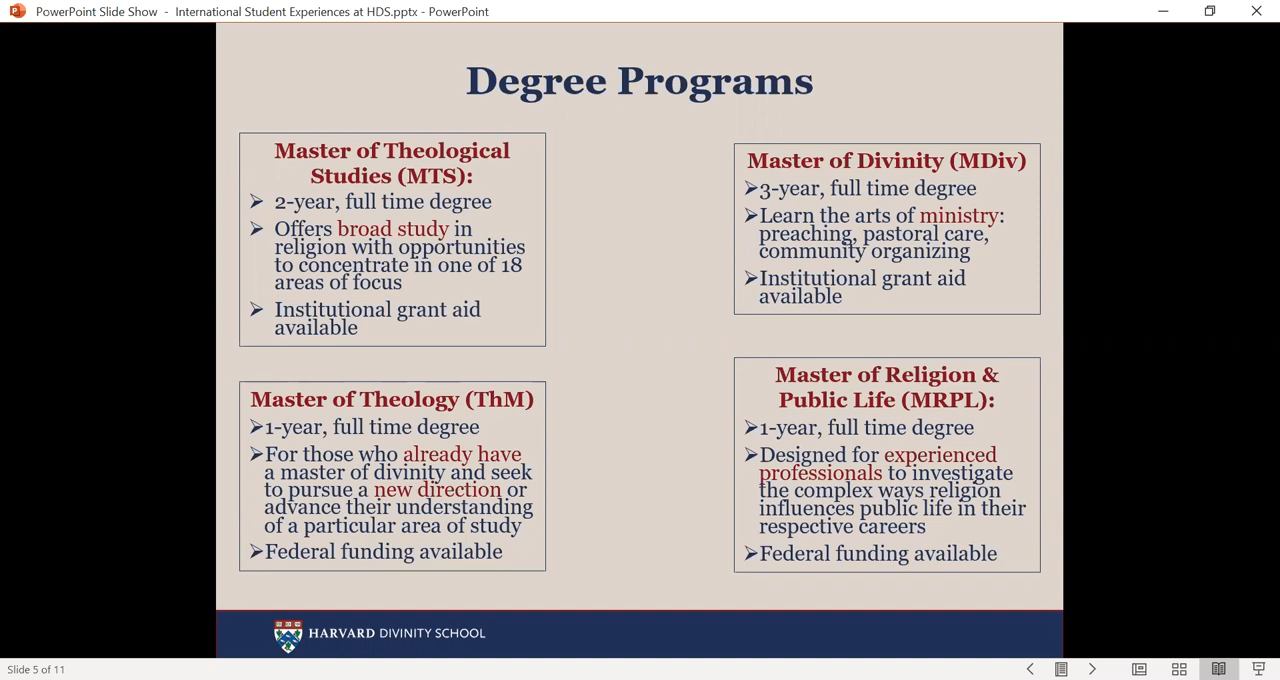 PowerPoint Slide Show - International Student Experiences at HDS.pptx - PowerPoint
Degree Programs
Master of Theological
Studies (MTS):
➢ 2-year, full time degree
➢ Offers broad study in
religion with opportunities
to concentrate in one of 18
areas of focus
➢ Institutional grant aid
available
Master of Divinity (MDiv)
➢3-year, full time degree
➢Learn the arts of ministry:
preaching, pastoral care,
community organizing
➢Institutional grant aid
available
Master of Theology (ThM)
➢1-year, full time degree
➢For those who already have
a master of divinity and seek
to pursue a new direction or
advance their understanding
of a particular area of study
➢Federal funding available
Master of Religion &
Public Life (MRPL):
➢1-year, full time degree
➢Designed for experienced
professionals to investigate
the complex ways religion
influences public life in their
respective careers
➢Federal funding available
HARVARD DIVINITY SCHOOL
Slide 5 of 11